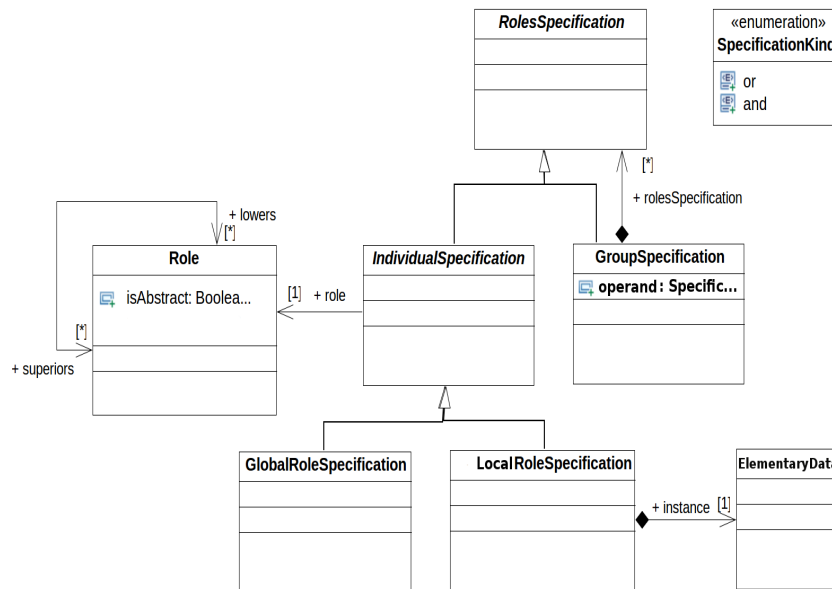 RolesSpecification
«enumeration»
SpecificationKind
or
and
[*]
+ rolesSpecification
+ lowers
[*]
Role
isAbstract: Boolea...
[*]
+ superiors
[1]
+ role
IndividualSpecification
GroupSpecification
operand: Specific...
GlobalRoleSpecification
LocalRoleSpecification
+ instance
[1]
ElementaryData